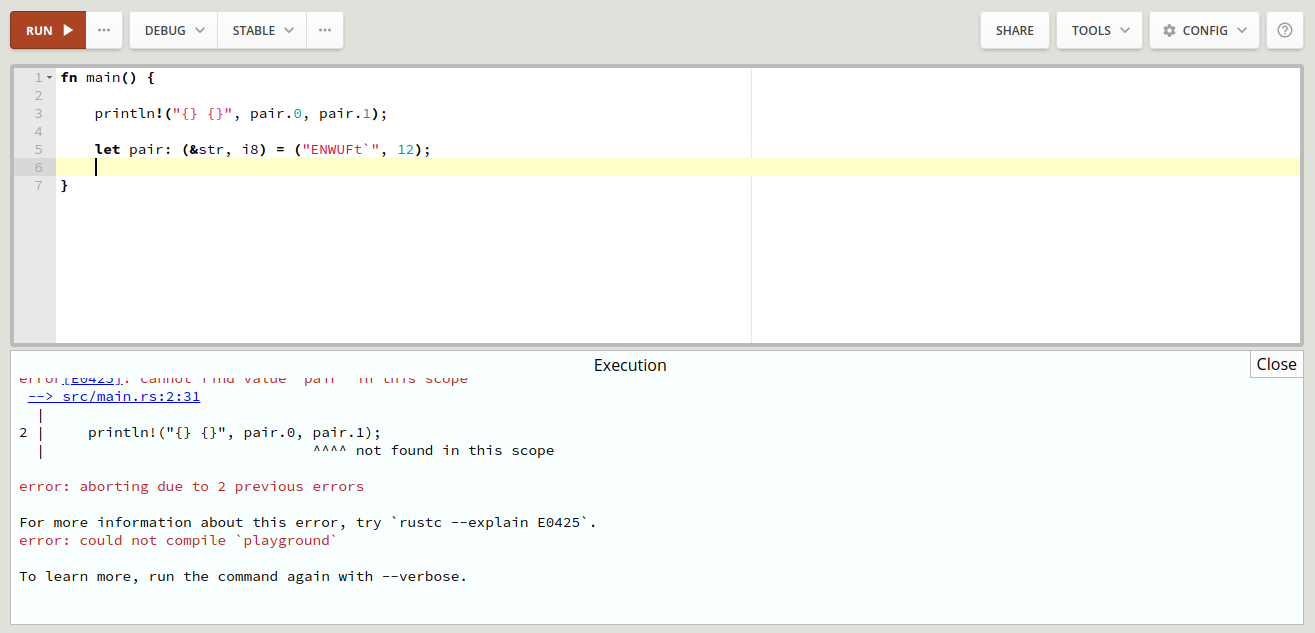 RUN ··· DEBUG STABLE ··· SHARE TOOLS CONFIG ?
1 fn main() {
2
3     println!("{} {}", pair.0, pair.1);
4
5     let pair: (&str, i8) = ("ENWUFt`", 12);
6
7 }
Execution Close
error[E0425]: cannot find value `pair` in this scope
--> src/main.rs:2:31
|
2 |     println!("{} {}", pair.0, pair.1);
|                               ^^^^ not found in this scope
error: aborting due to 2 previous errors
For more information about this error, try `rustc --explain E0425`.
error: could not compile `playground`
To learn more, run the command again with --verbose.